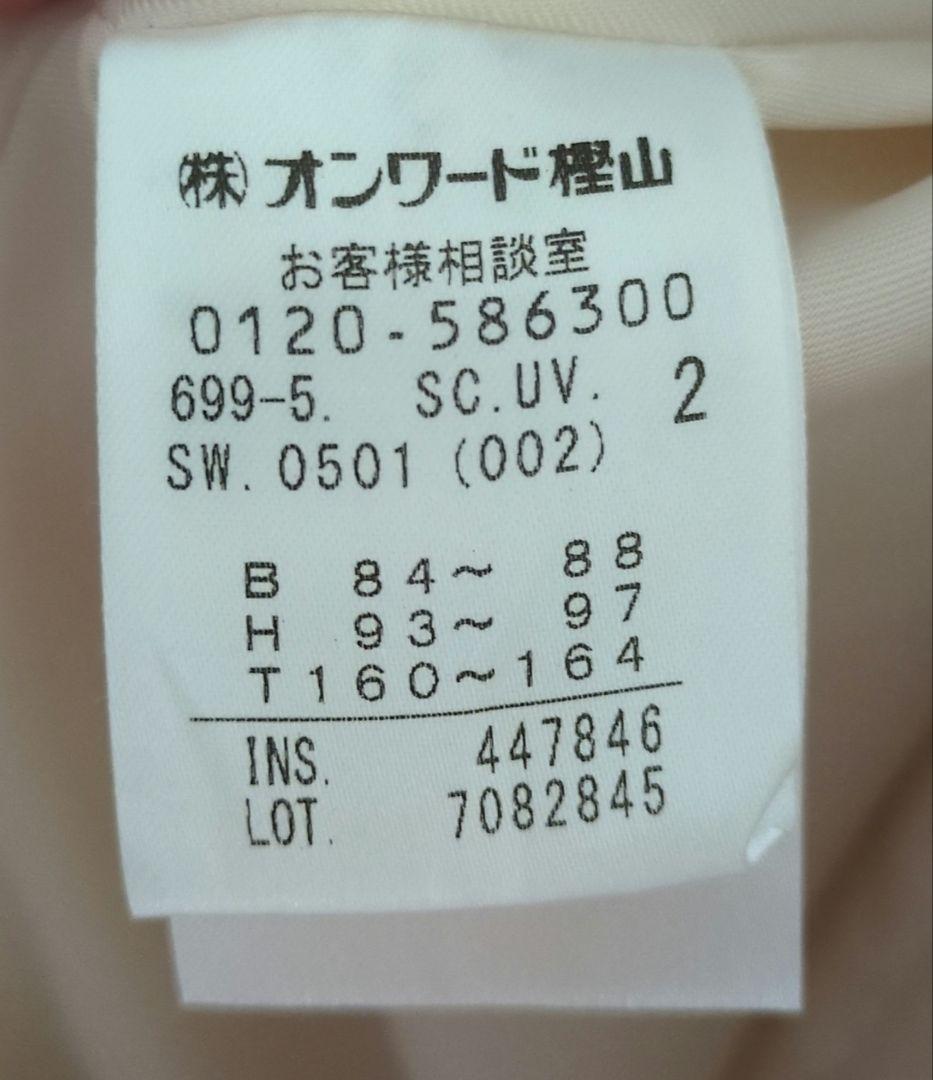 ㈱オンワード樫山
お客様相談室
0120-586300
699-5. SC.UV. 2
SW. 0501 (002)
B 84〜 88
H 93〜 97
T160〜164
INS. 447846
LOT. 7082845